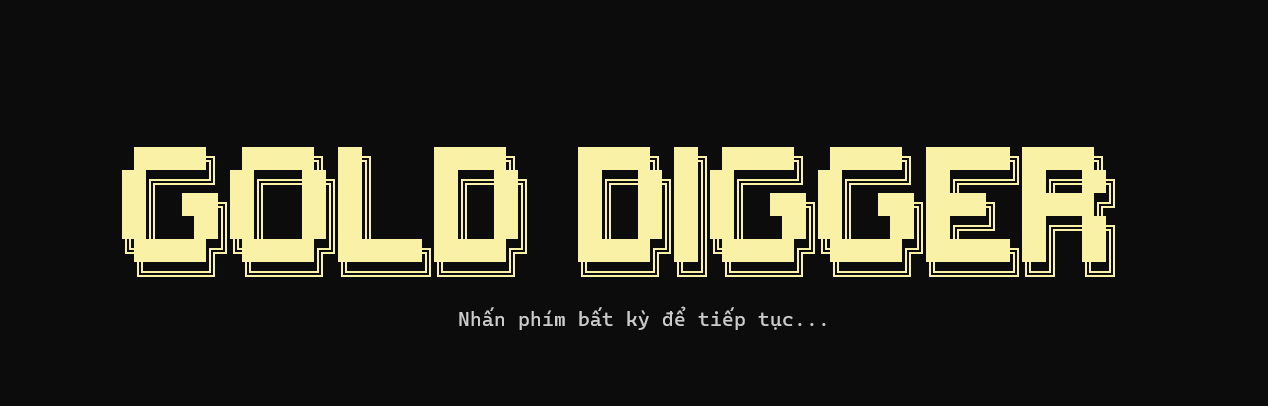 GOLD DIGGER
Nhấn phím bất kỳ để tiếp tục...